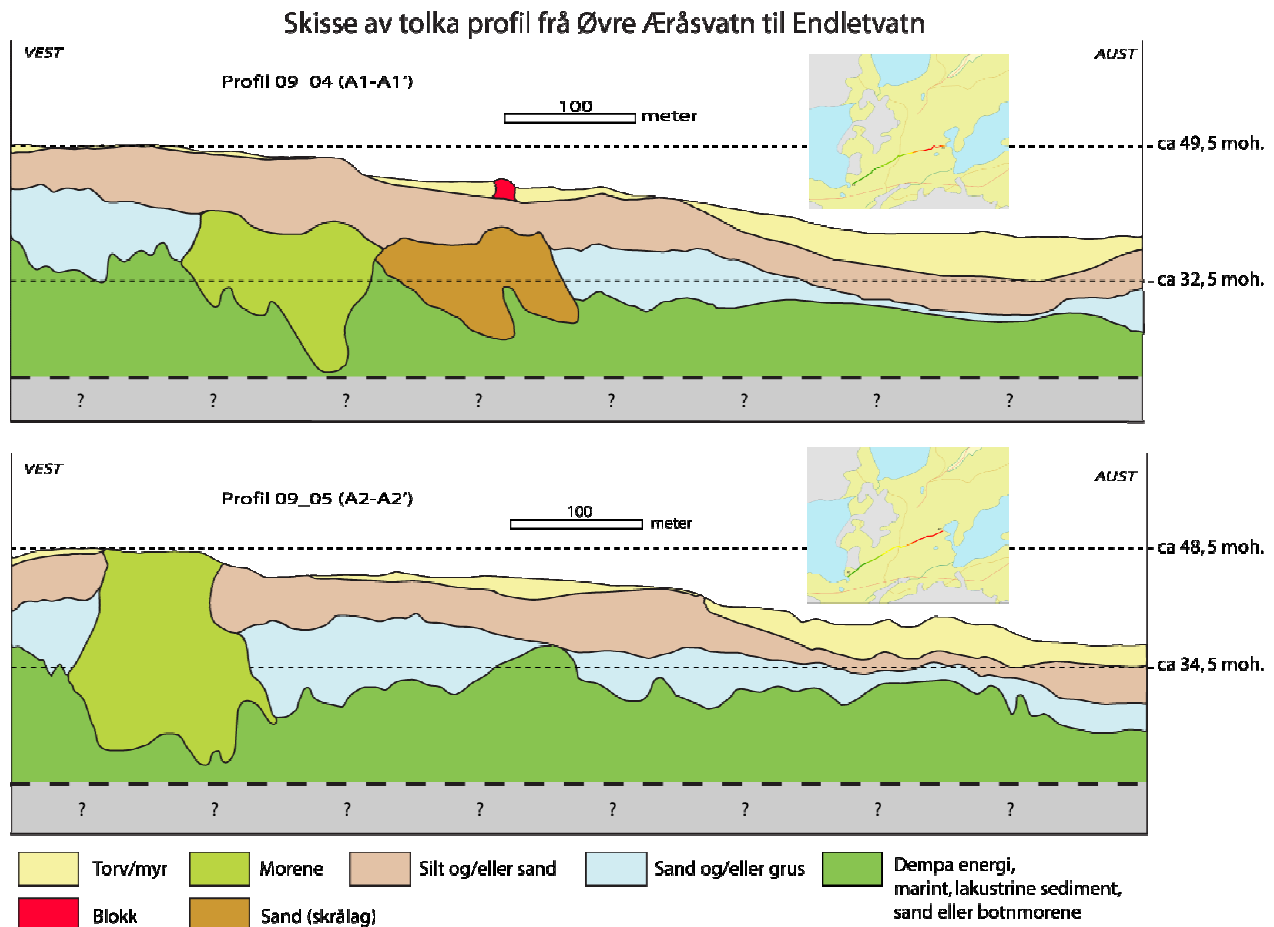 Skisse av tolka profil frå Øvre Æråsvatn til Endletvatn
VEST
AUST
Profil 09_04 (A1-A1')
100
meter
ca 49,5 moh.
ca 32,5 moh.
? ? ? ? ? ? ? ?
VEST
AUST
Profil 09_05 (A2-A2')
100
meter
ca 48,5 moh.
ca 34,5 moh.
? ? ? ? ? ? ? ?
Torv/myr
Morene
Silt og/eller sand
Sand og/eller grus
Dempa energi,
marint, lakustrine sediment,
sand eller botnmorene
Blokk
Sand (skrålag)